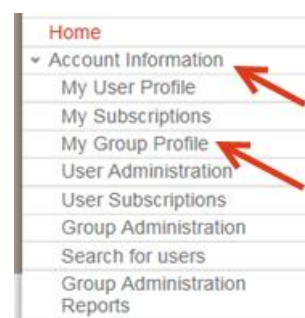 Home
Account Information
My User Profile
My Subscriptions
My Group Profile
User Administration
User Subscriptions
Group Administration
Search for users
Group Administration
Reports